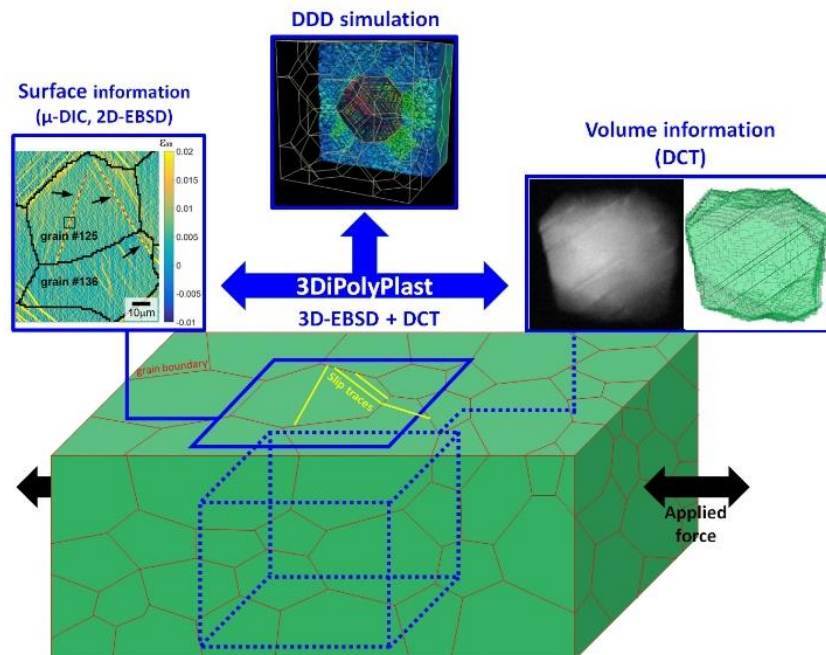 DDD simulation
Surface information
(µ-DIC, 2D-EBSD)
εxx
0.02
0.015
0.01
0.005
0
-0.005
-0.01
grain #125
grain #136
10µm
Volume information
(DCT)
3DiPolyPlast
3D-EBSD + DCT
grain boundary
Slip traces
Applied
force